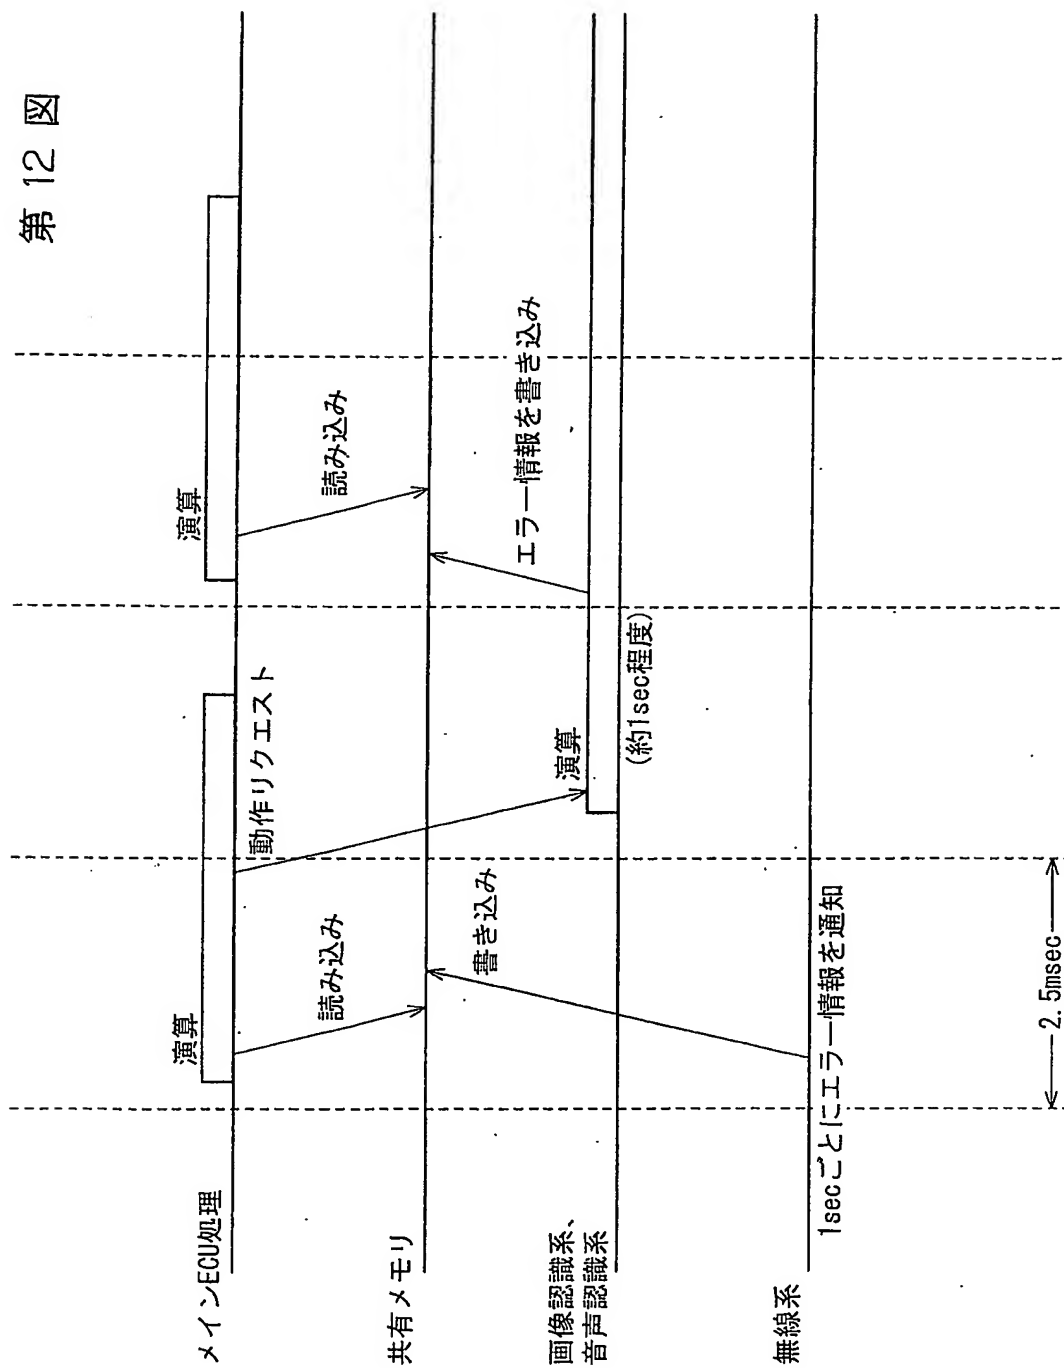 第 12 図
メインECU処理
演算
読み込み
動作リクエスト
演算
読み込み
共有メモリ
書き込み
エラー情報を書き込み
画像認識系、
音声認識系
演算
(約1sec程度)
無線系
1secごとにエラー情報を通知
2.5msec